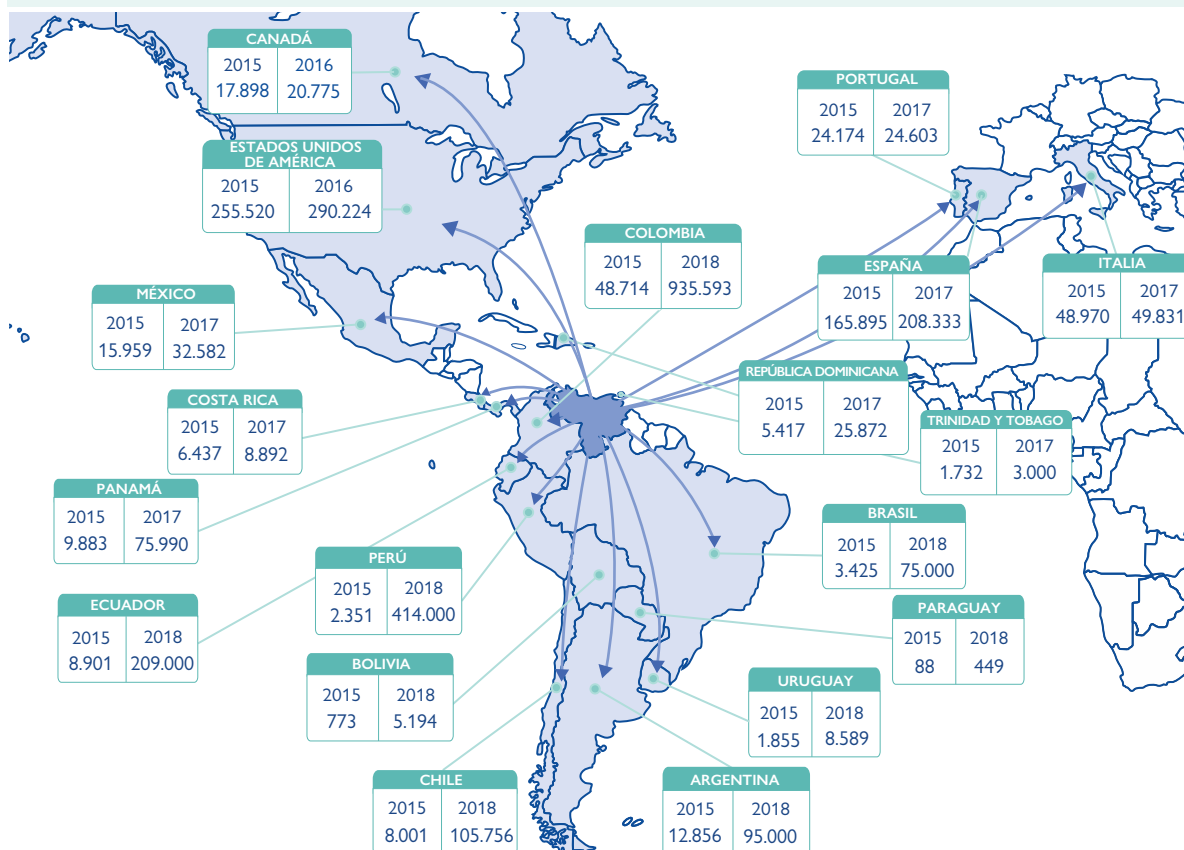 CANADÁ
2015 2016
17.898 20.775
ESTADOS UNIDOS
DE AMÉRICA
2015 2016
255.520 290.224
MÉXICO
2015 2017
15.959 32.582
COSTA RICA
2015 2017
6.437 8.892
PANAMÁ
2015 2017
9.883 75.990
ECUADOR
2015 2018
8.901 209.000
PERÚ
2015 2018
2.351 414.000
BOLIVIA
2015 2018
773 5.194
CHILE
2015 2018
8.001 105.756
ARGENTINA
2015 2018
12.856 95.000
URUGUAY
2015 2018
1.855 8.589
PARAGUAY
2015 2018
88 449
BRASIL
2015 2018
3.425 75.000
TRINIDAD Y TOBAGO
2015 2017
1.732 3.000
REPÚBLICA DOMINICANA
2015 2017
5.417 25.872
COLOMBIA
2015 2018
48.714 935.593
PORTUGAL
2015 2017
24.174 24.603
ESPAÑA
2015 2017
165.895 208.333
ITALIA
2015 2017
48.970 49.831